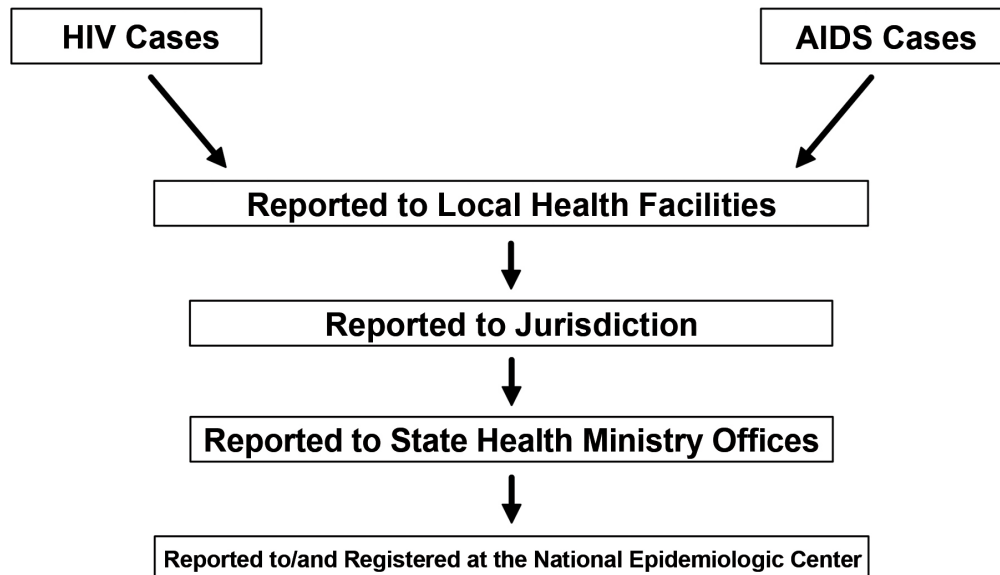 HIV Cases
AIDS Cases
Reported to Local Health Facilities
Reported to Jurisdiction
Reported to State Health Ministry Offices
Reported to/and Registered at the National Epidemiologic Center